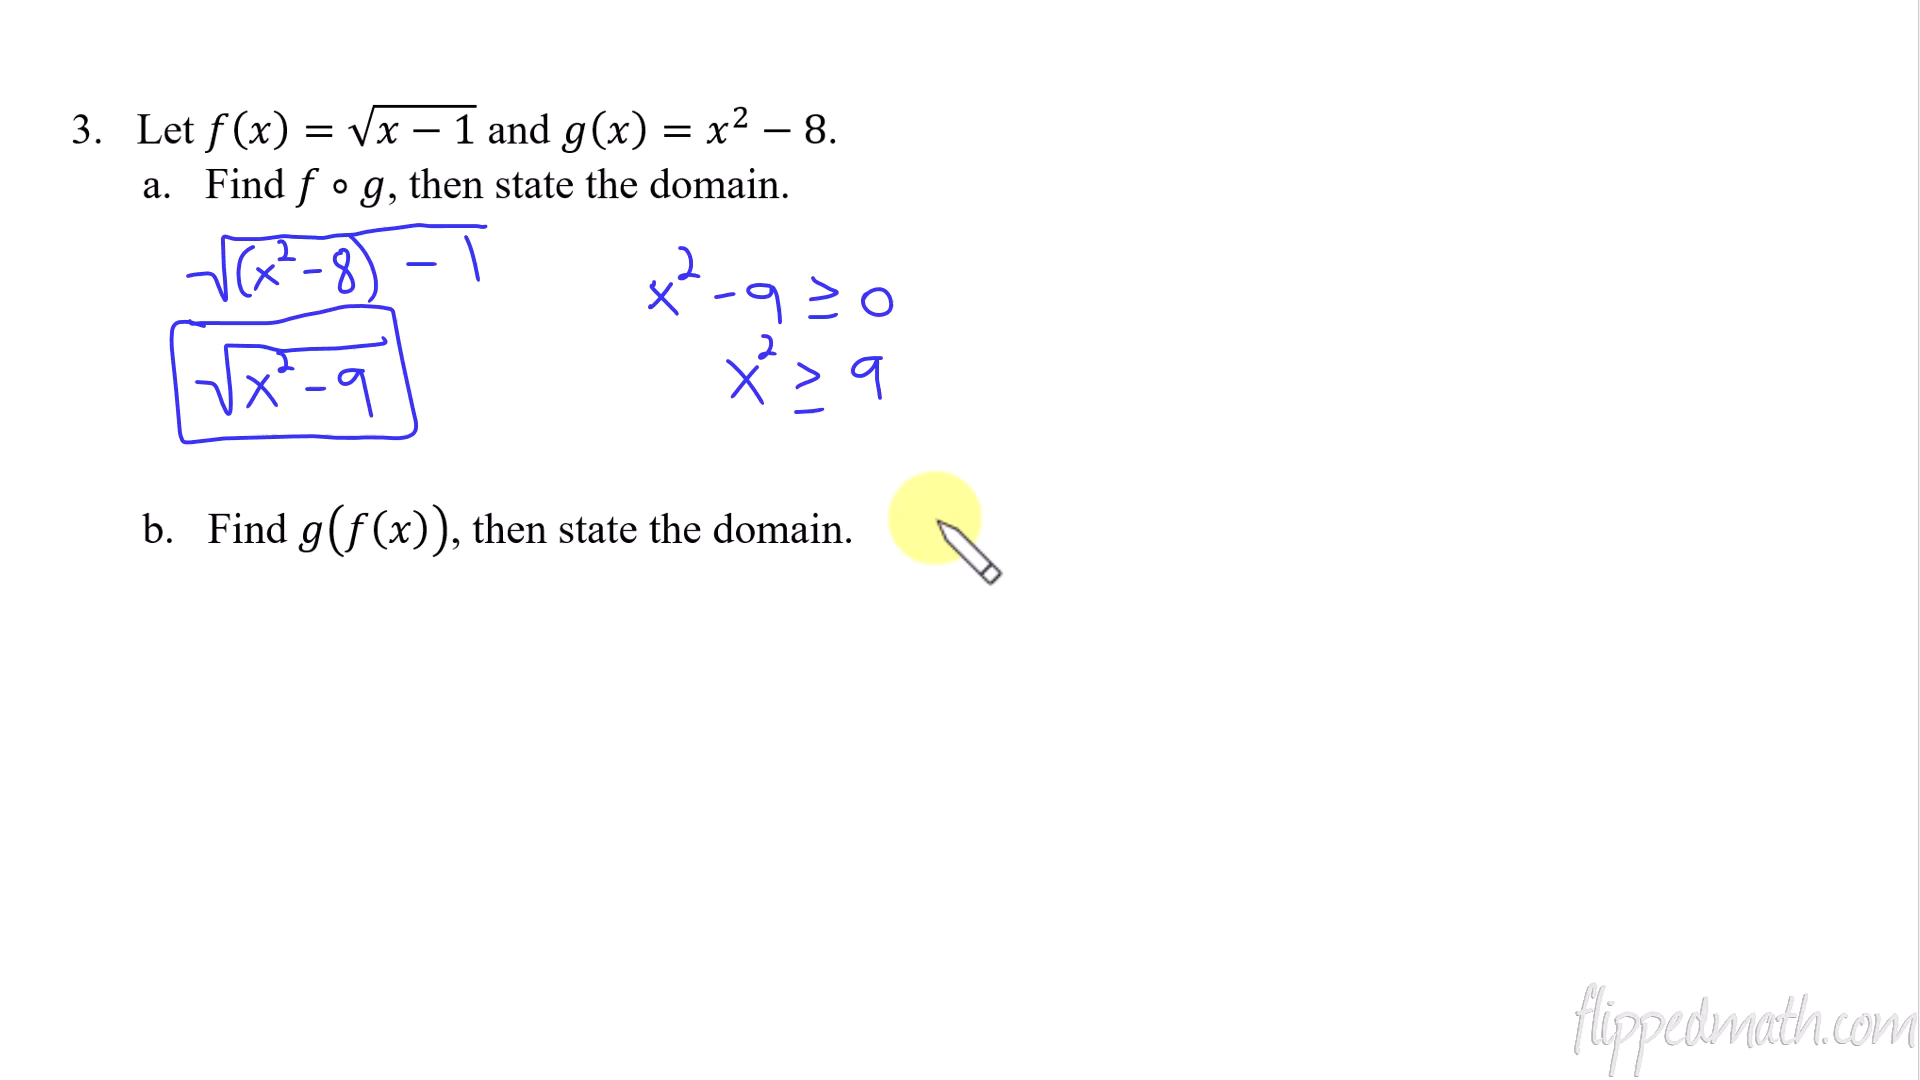 3. Let f(x) = √(x − 1) and g(x) = x² − 8.
a. Find f ∘ g, then state the domain.
√((x² − 8) − 1)
x² − 9 ≥ 0
√(x² − 9)
x² ≥ 9
b. Find g(f(x)), then state the domain.
flippedmath.com